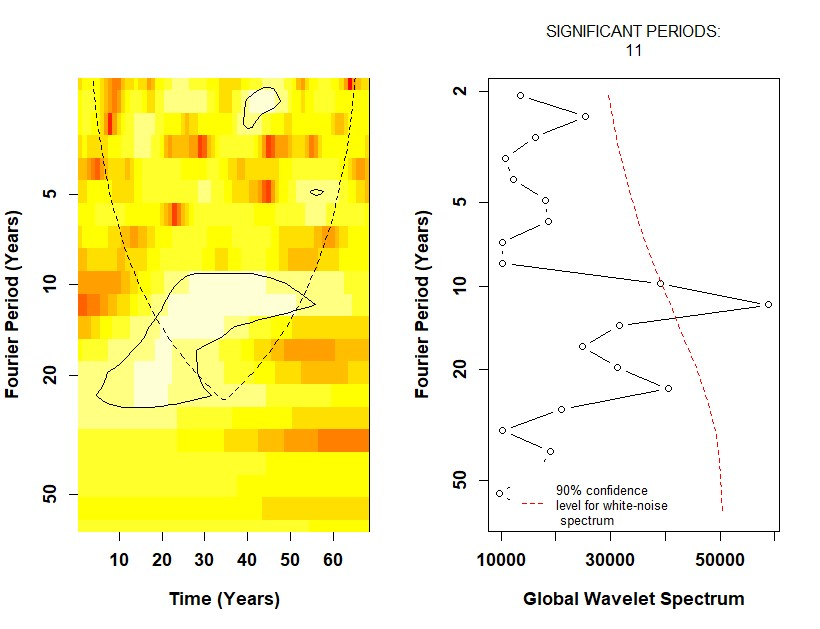 SIGNIFICANT PERIODS:
11
Fourier Period (Years)
5
10
20
50
10 20 30 40 50 60
Time (Years)
Fourier Period (Years)
2
5
10
20
50
90% confidence
level for white-noise
spectrum
10000 30000 50000
Global Wavelet Spectrum